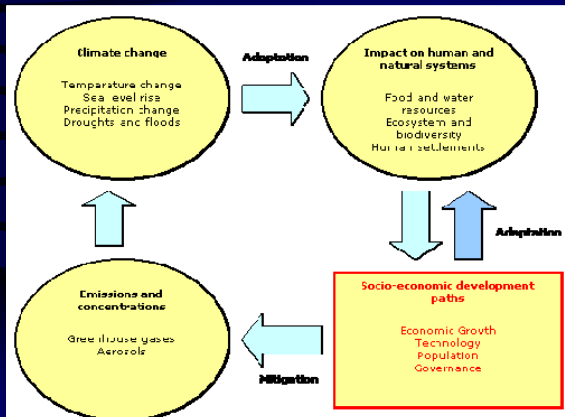 Climate change
Temperature change
Sea level rise
Precipitation change
Droughts and floods
Adaptation
Impact on human and
natural systems
Food and water
resources
Ecosystem and
biodiversity
Human settlements
Adaptation
Socio-economic development
paths
Economic Growth
Technology
Population
Governance
Mitigation
Emissions and
concentrations
Greenhouse gases
Aerosols